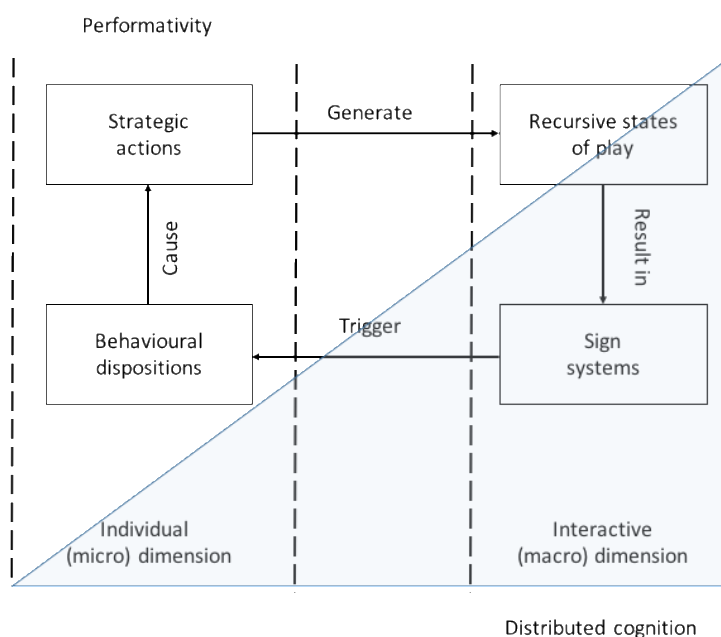 Performativity
Strategic
actions
Generate
Recursive states
of play
Cause
Result in
Behavioural
dispositions
Trigger
Sign
systems
Individual
(micro) dimension
Interactive
(macro) dimension
Distributed cognition